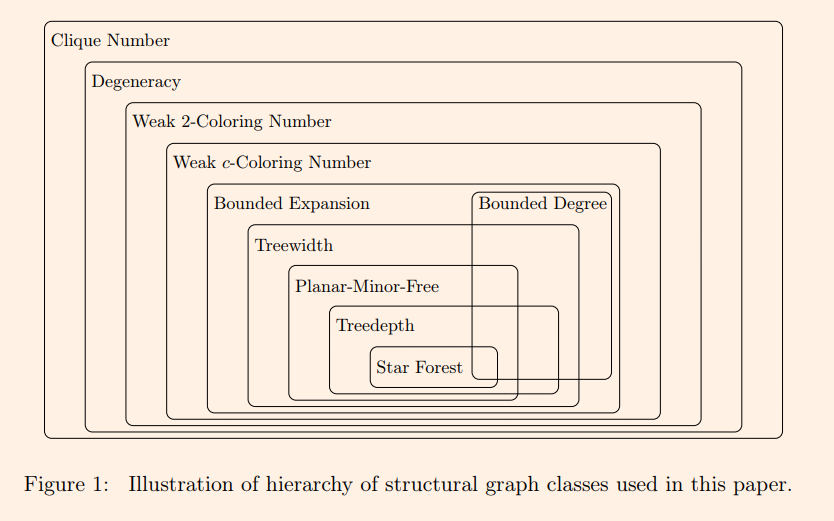 Clique Number
Degeneracy
Weak 2-Coloring Number
Weak c-Coloring Number
Bounded Expansion
Bounded Degree
Treewidth
Planar-Minor-Free
Treedepth
Star Forest
Figure 1: Illustration of hierarchy of structural graph classes used in this paper.